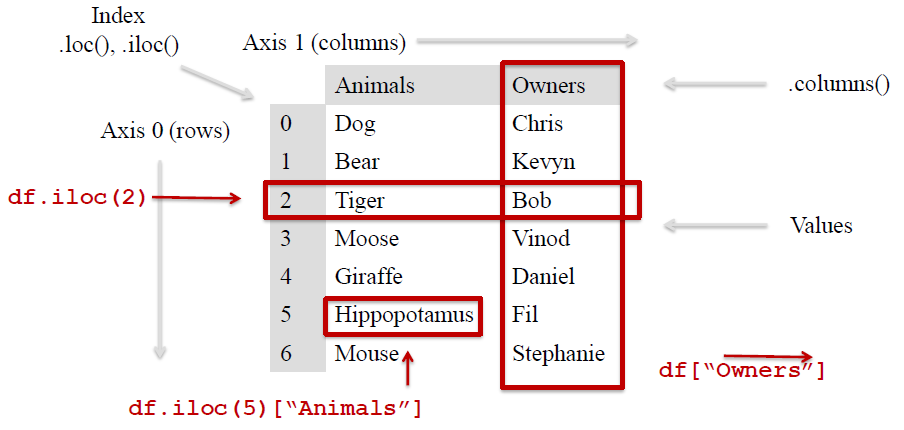 Index
.loc(), .iloc()
Axis 1 (columns)
Animals Owners
.columns()
0 Dog Chris
Axis 0 (rows)
1 Bear Kevyn
df.iloc(2)
2 Tiger Bob
3 Moose Vinod
Values
4 Giraffe Daniel
5 Hippopotamus Fil
6 Mouse Stephanie
df[“Owners”]
df.iloc(5)[“Animals”]